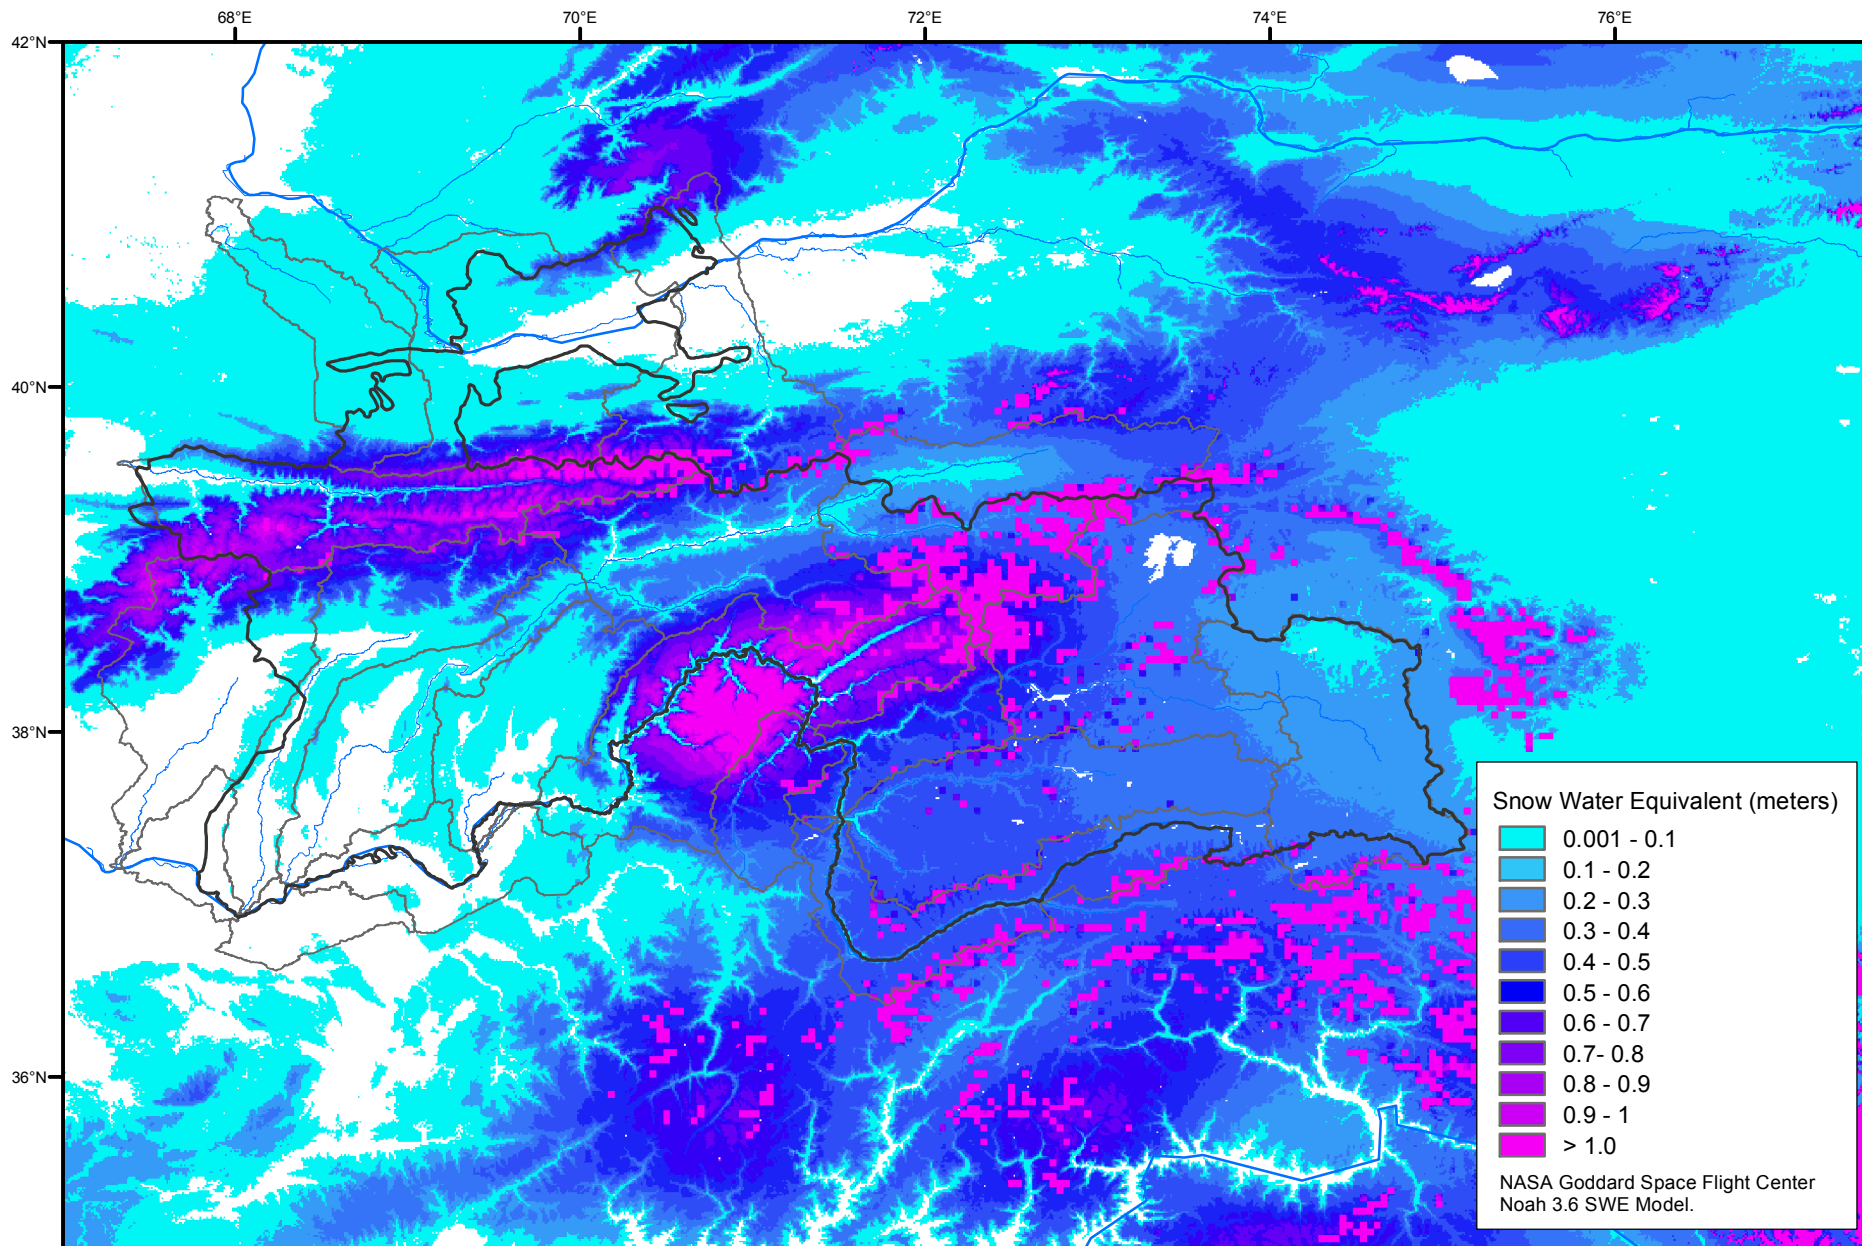 68°E
70°E
72°E
74°E
76°E
42°N
40°N
38°N
36°N
Snow Water Equivalent (meters)
0.001 - 0.1
0.1 - 0.2
0.2 - 0.3
0.3 - 0.4
0.4 - 0.5
0.5 - 0.6
0.6 - 0.7
0.7- 0.8
0.8 - 0.9
0.9 - 1
> 1.0
NASA Goddard Space Flight Center
Noah 3.6 SWE Model.